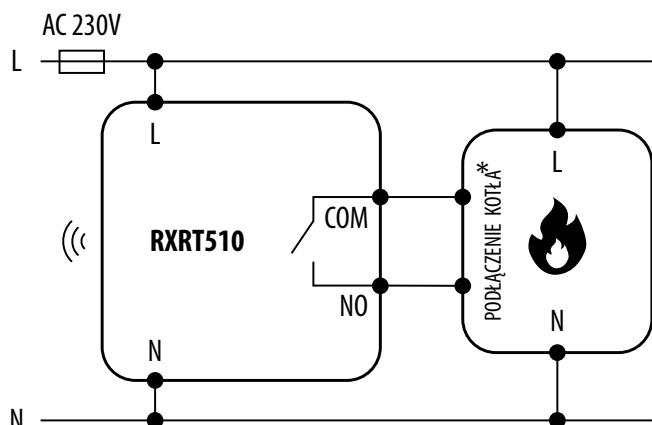 AC 230V
L
L
L
PODŁĄCZENIE KOTŁA*
COM
RXRT510
NO
N
N
N